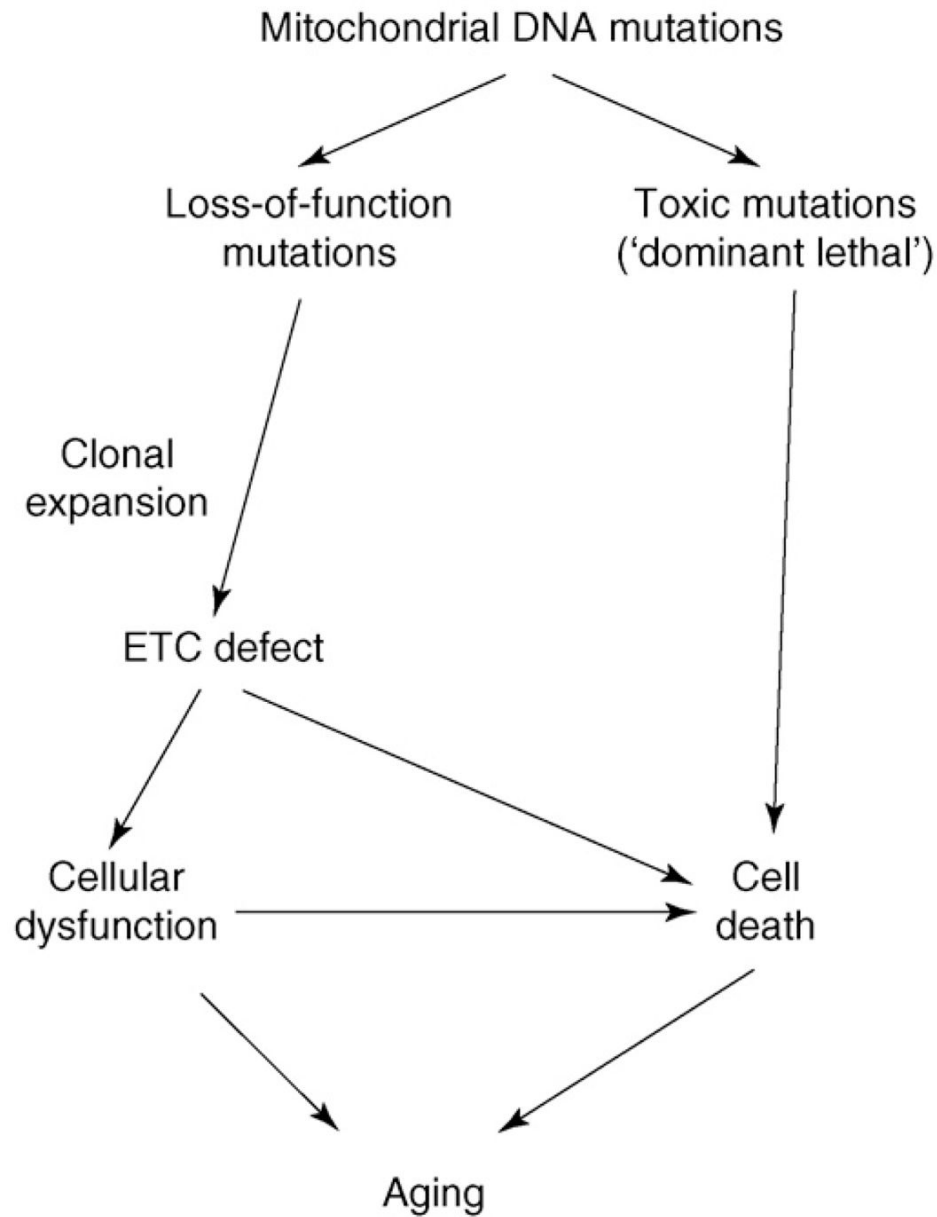 Mitochondrial DNA mutations
Loss-of-function
mutations
Toxic mutations
(‘dominant lethal’)
Clonal
expansion
ETC defect
Cellular
dysfunction
Cell
death
Aging